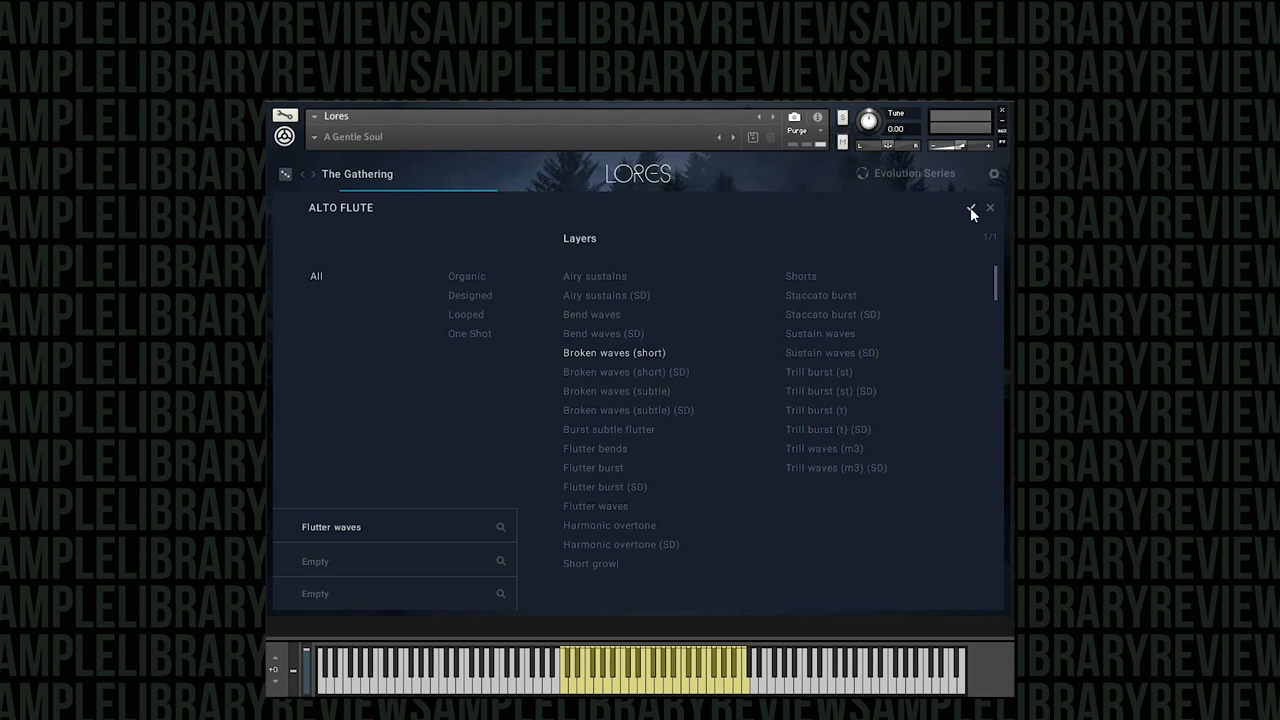 AMPLELIBRARYREVIEWSAMPLELIBRARYREVIEWSAMPLELIBRARYREVIEW
Lores
A Gentle Soul
Purge
S
M
Tune
0.00
L
R
AUX
PV
The Gathering
LORES
Evolution Series
ALTO FLUTE
Layers
1/1
All
Organic
Designed
Looped
One Shot
Airy sustains
Airy sustains (SD)
Bend waves
Bend waves (SD)
Broken waves (short)
Broken waves (short) (SD)
Broken waves (subtle)
Broken waves (subtle) (SD)
Burst subtle flutter
Flutter bends
Flutter burst
Flutter burst (SD)
Flutter waves
Harmonic overtone
Harmonic overtone (SD)
Short growl
Shorts
Staccato burst
Staccato burst (SD)
Sustain waves
Sustain waves (SD)
Trill burst (st)
Trill burst (st) (SD)
Trill burst (t)
Trill burst (t) (SD)
Trill waves (m3)
Trill waves (m3) (SD)
Flutter waves
Empty
Empty
+0